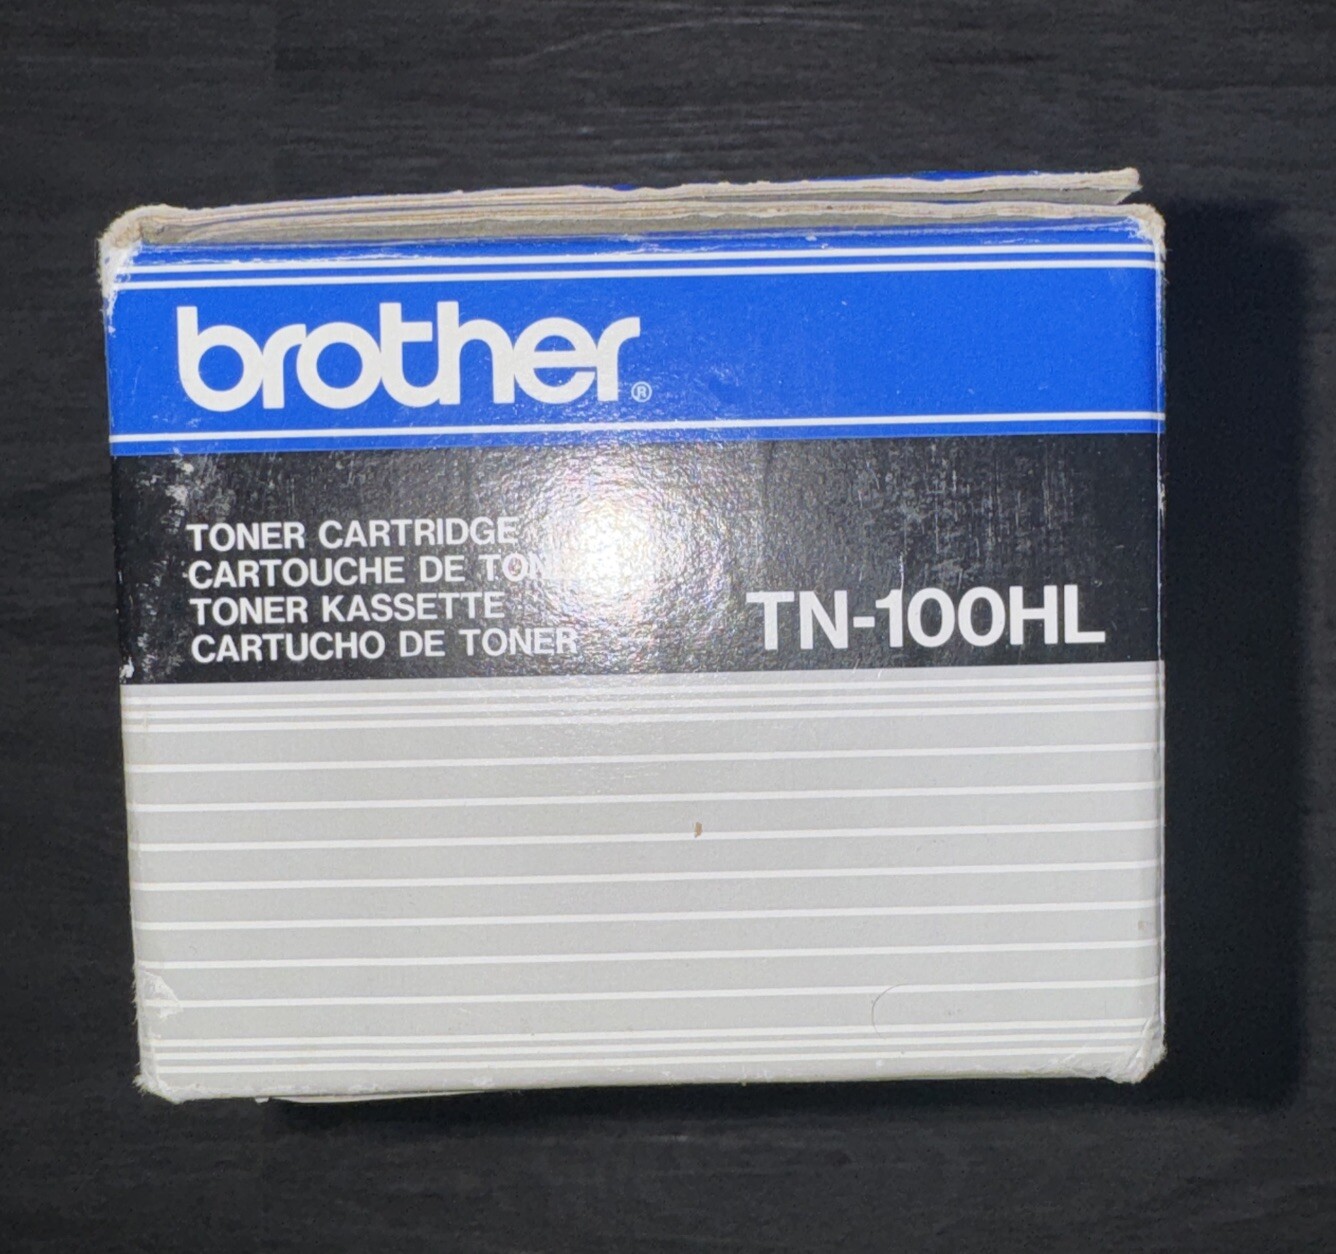 brother®
TONER CARTRIDGE
CARTOUCHE DE
TONER KASSETTE
CARTUCHO DE TONER
TN-100HL